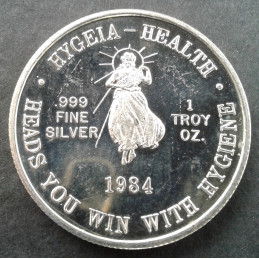 HYGEIA - HEALTH
.999
FINE
SILVER
1
TROY
OZ.
1984
· HEADS YOU WIN WITH HYGIENE ·